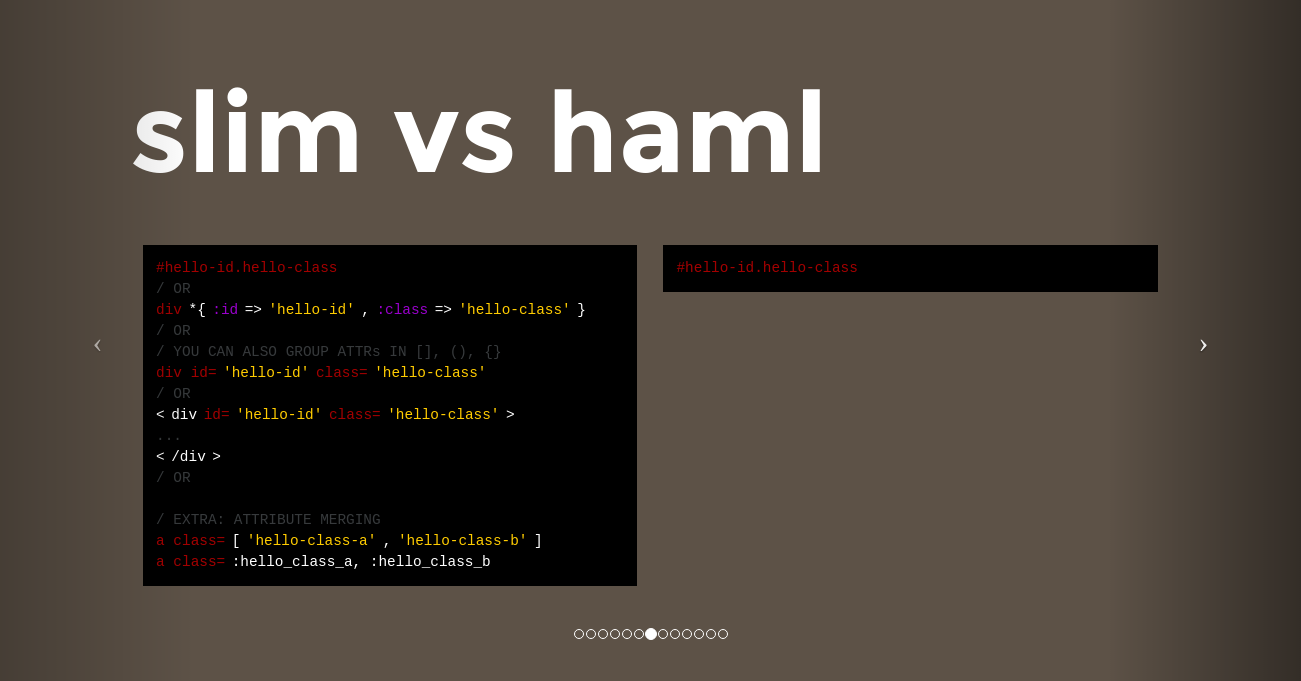 slim vs haml
#hello-id.hello-class
/ OR
div *{ :id => 'hello-id' , :class => 'hello-class' }
/ OR
/ YOU CAN ALSO GROUP ATTRs IN [], (), {}
div id= 'hello-id' class= 'hello-class'
/ OR
< div id= 'hello-id' class= 'hello-class' >
...
< /div >
/ OR
/ EXTRA: ATTRIBUTE MERGING
a class= [ 'hello-class-a' , 'hello-class-b' ]
a class= :hello_class_a, :hello_class_b
#hello-id.hello-class